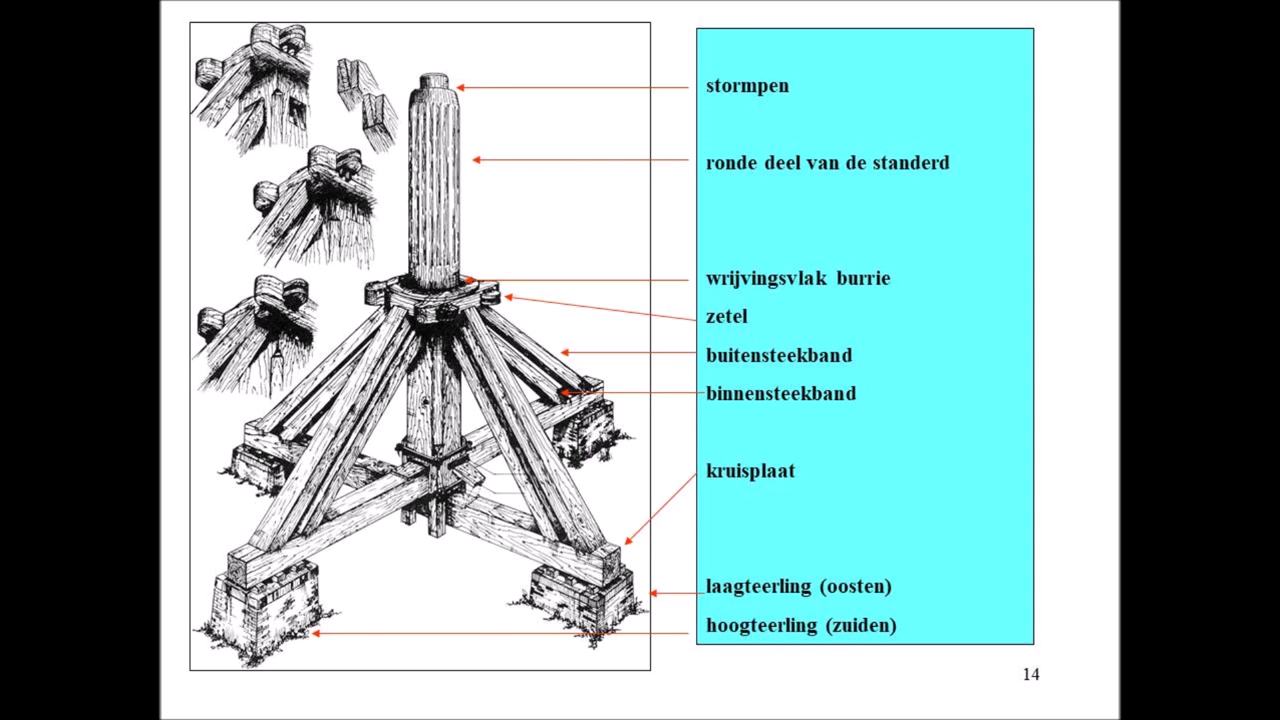 stormpen
ronde deel van de standerd
wrijvingsvlak burrie
zetel
buitensteekband
binnensteekband
kruisplaat
laagteerling (oosten)
hoogteerling (zuiden)
14